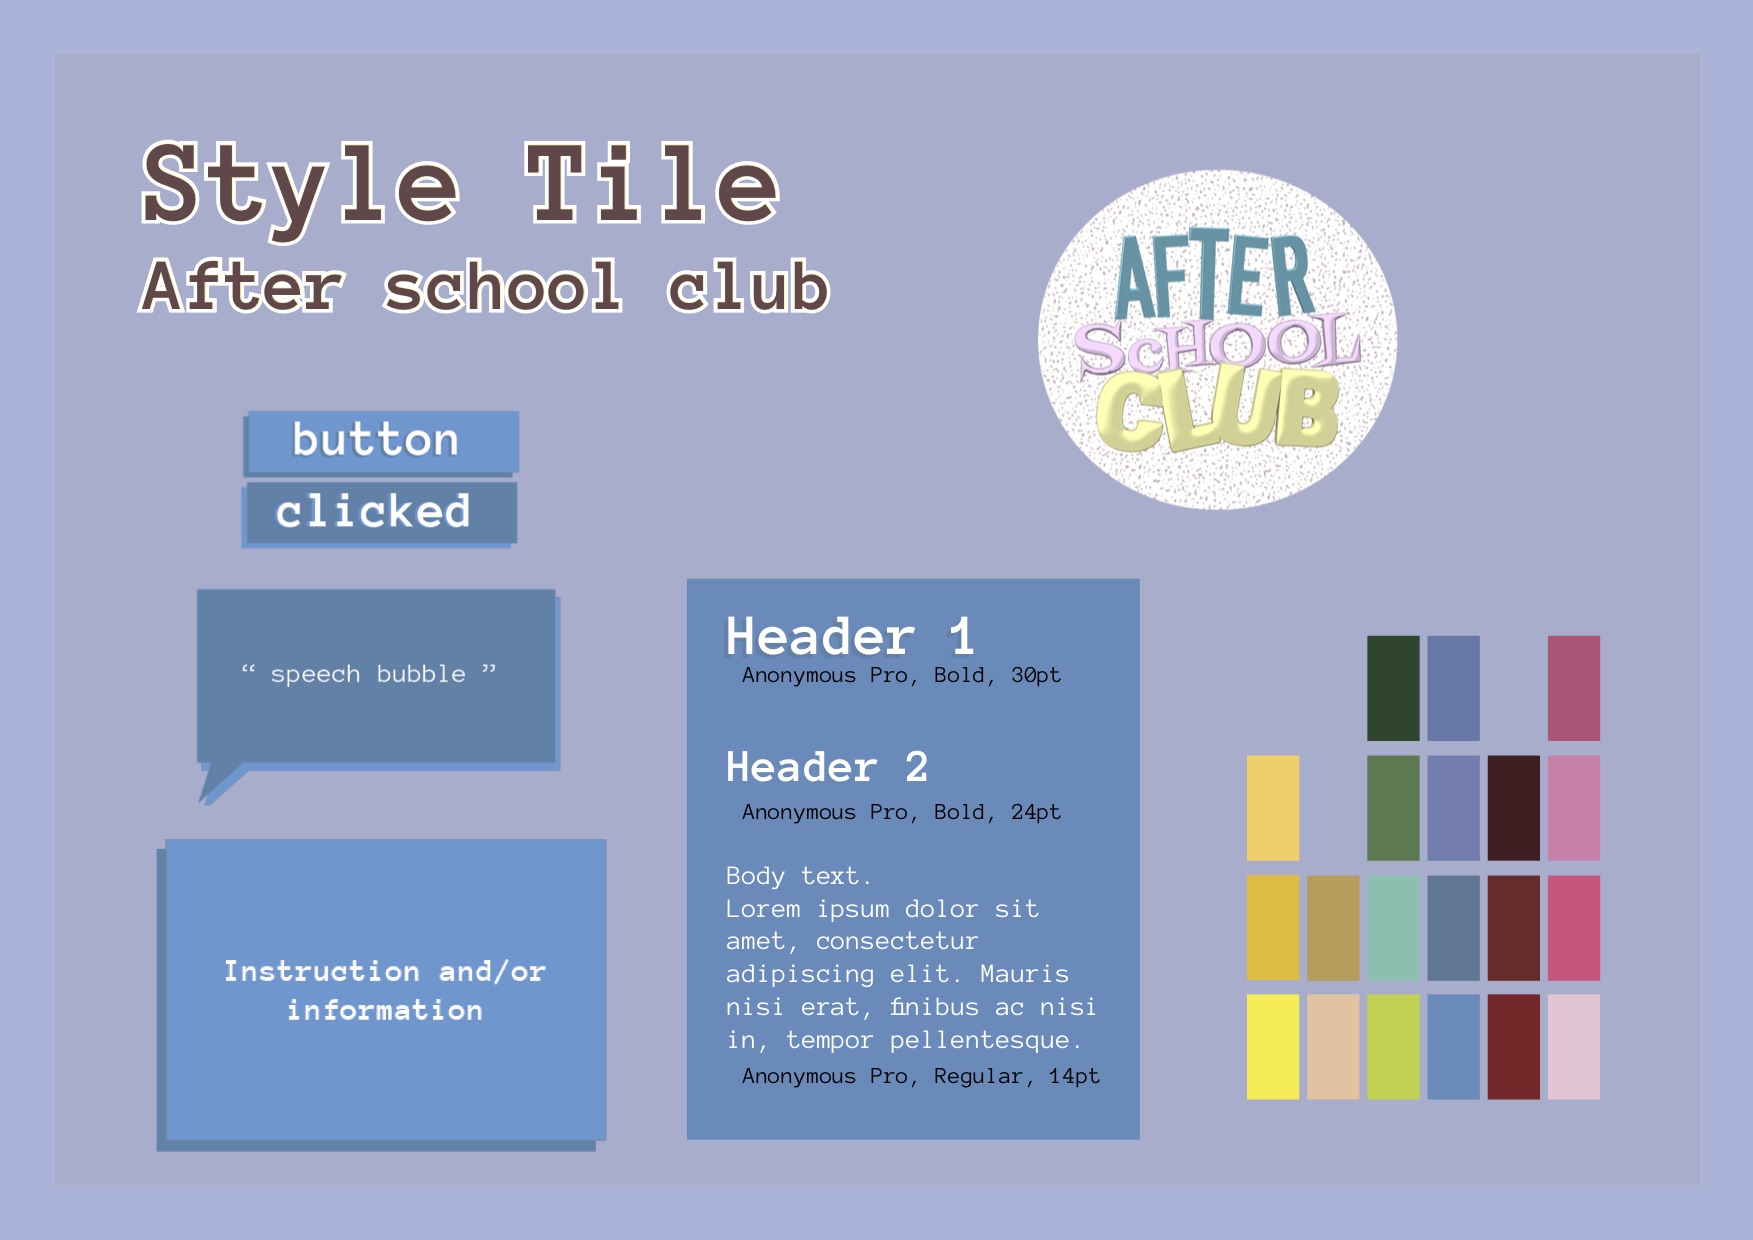 Style Tile
After school club
AFTER
ScHOOL
CLUB
button
clicked
“ speech bubble ”
Instruction and/or
information
Header 1
Anonymous Pro, Bold, 30pt
Header 2
Anonymous Pro, Bold, 24pt
Body text.
Lorem ipsum dolor sit
amet, consectetur
adipiscing elit. Mauris
nisi erat, finibus ac nisi
in, tempor pellentesque.
Anonymous Pro, Regular, 14pt